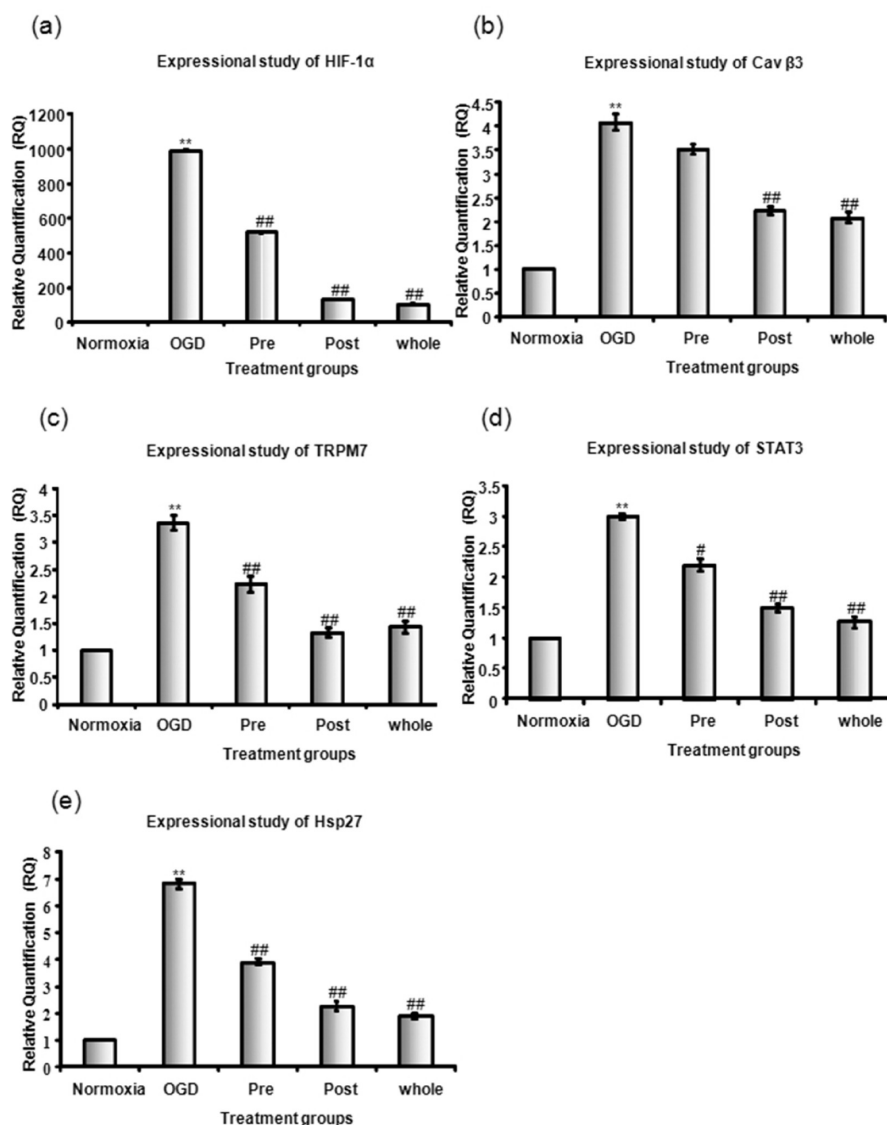 (a)
Expressional study of HIF-1α
Relative Quantification (RQ)
1200
1000
800
600
400
200
0
**
##
##
##
Normoxia OGD Pre Post whole
Treatment groups
(b)
Expressional study of Cav β3
Relative Quantification (RQ)
4.5
4
3.5
3
2.5
2
1.5
1
0.5
0
**
##
##
Normoxia OGD Pre Post whole
Treatment groups
(c)
Expressional study of TRPM7
Relative Quantification (RQ)
4
3.5
3
2.5
2
1.5
1
0.5
0
**
##
##
##
Normoxia OGD Pre Post whole
Treatment groups
(d)
Expressional study of STAT3
Relative Quantification (RQ)
3.5
3
2.5
2
1.5
1
0.5
0
**
#
##
##
Normoxia OGD Pre Post whole
Treatment groups
(e)
Expressional study of Hsp27
Relative Quantification (RQ)
8
7
6
5
4
3
2
1
0
**
##
##
##
Normoxia OGD Pre Post whole
Treatment groups